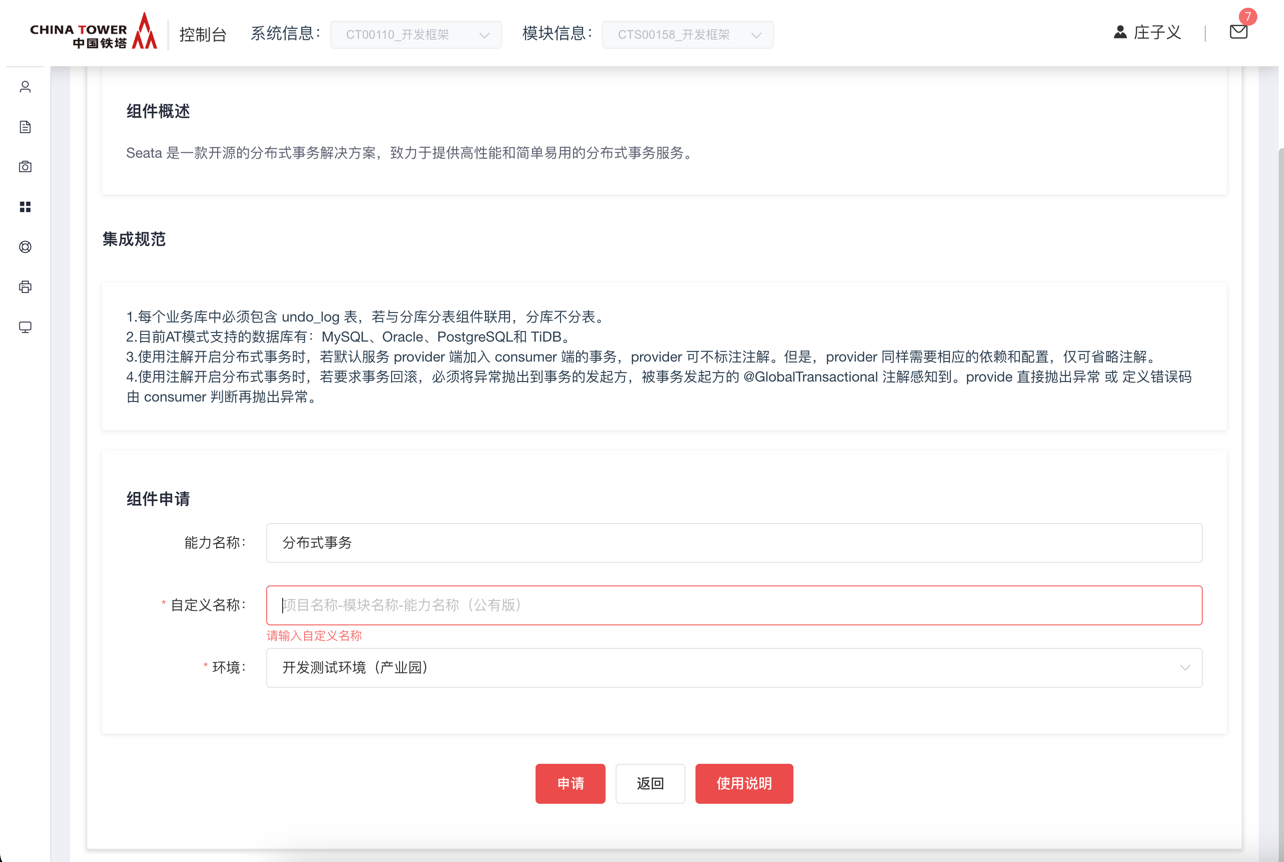 CHINA TOWER
中国铁塔
控制台
系统信息：
CT00110_开发框架
模块信息：
CTS00158_开发框架
庄子义
7
组件概述
Seata 是一款开源的分布式事务解决方案，致力于提供高性能和简单易用的分布式事务服务。
集成规范
1.每个业务库中必须包含 undo_log 表，若与分库分表组件联用，分库不分表。
2.目前AT模式支持的数据库有：MySQL、Oracle、PostgreSQL和 TiDB。
3.使用注解开启分布式事务时，若默认服务 provider 端加入 consumer 端的事务，provider 可不标注注解。但是，provider 同样需要相应的依赖和配置，仅可省略注解。
4.使用注解开启分布式事务时，若要求事务回滚，必须将异常抛出到事务的发起方，被事务发起方的 @GlobalTransactional 注解感知到。provide 直接抛出异常 或 定义错误码
由 consumer 判断再抛出异常。
组件申请
能力名称：
分布式事务
* 自定义名称：
项目名称-模块名称-能力名称（公有版）
请输入自定义名称
* 环境：
开发测试环境（产业园）
申请
返回
使用说明